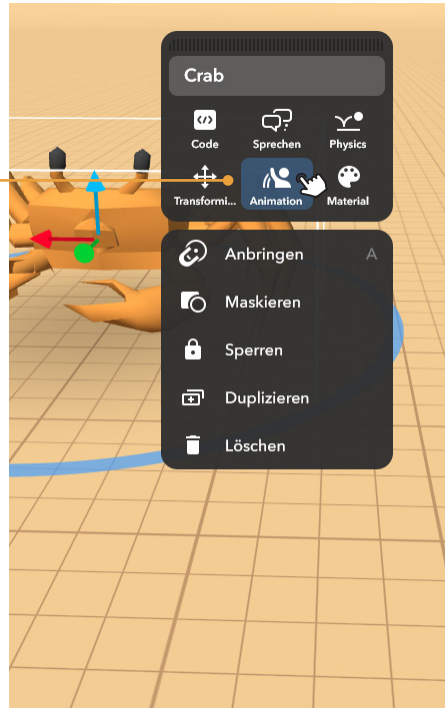 Crab
Code Sprechen Physics
Transformi... Animation Material
Anbringen A
Maskieren
Sperren
Duplizieren
Löschen